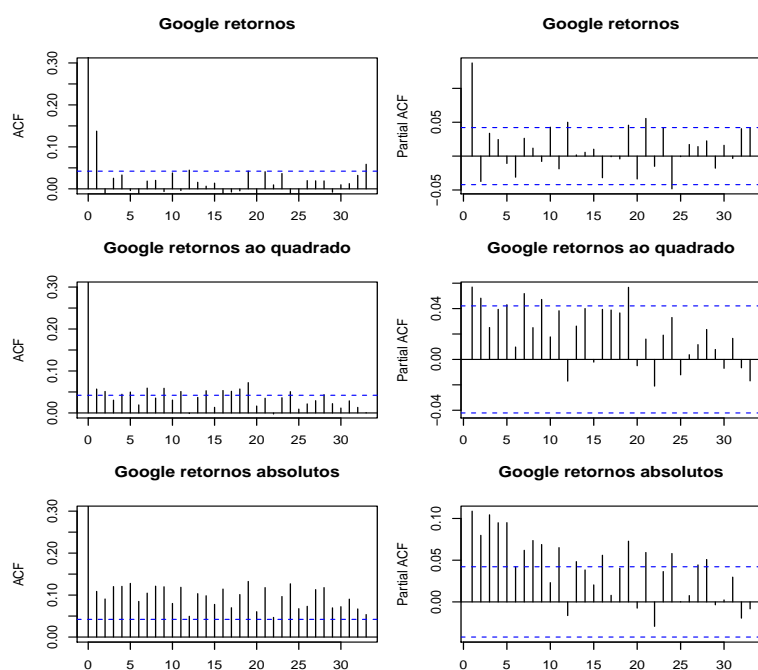 Google retornos
Google retornos
ACF
0.00 0.10 0.20 0.30
0 5 10 15 20 25 30
Partial ACF
−0.05 0.05
0 5 10 15 20 25 30
Google retornos ao quadrado
Google retornos ao quadrado
ACF
0.00 0.10 0.20 0.30
0 5 10 15 20 25 30
Partial ACF
−0.04 0.00 0.04
0 5 10 15 20 25 30
Google retornos absolutos
Google retornos absolutos
ACF
0.00 0.10 0.20 0.30
0 5 10 15 20 25 30
Partial ACF
0.00 0.05 0.10
0 5 10 15 20 25 30